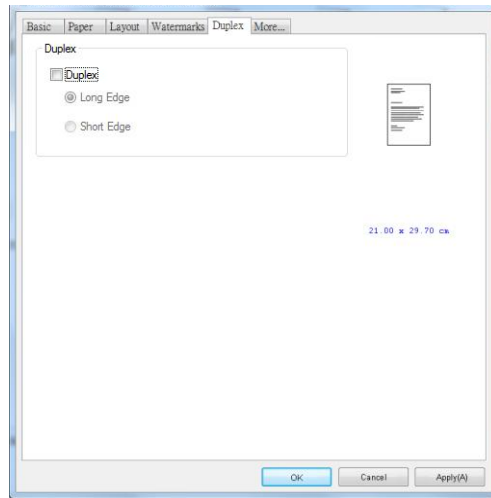 Basic Paper Layout Watermarks Duplex More...
Duplex
Duplex
Long Edge
Short Edge
21.00 x 29.70 cm
OK Cancel Apply(A)